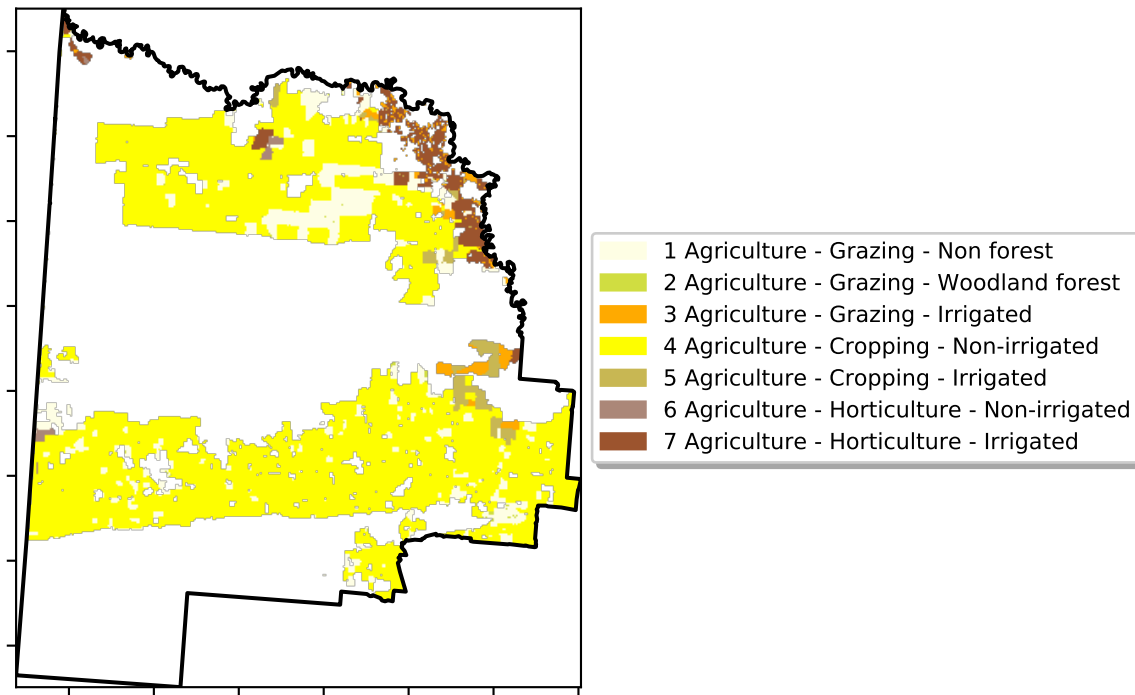 1 Agriculture - Grazing - Non forest
2 Agriculture - Grazing - Woodland forest
3 Agriculture - Grazing - Irrigated
4 Agriculture - Cropping - Non-irrigated
5 Agriculture - Cropping - Irrigated
6 Agriculture - Horticulture - Non-irrigated
7 Agriculture - Horticulture - Irrigated